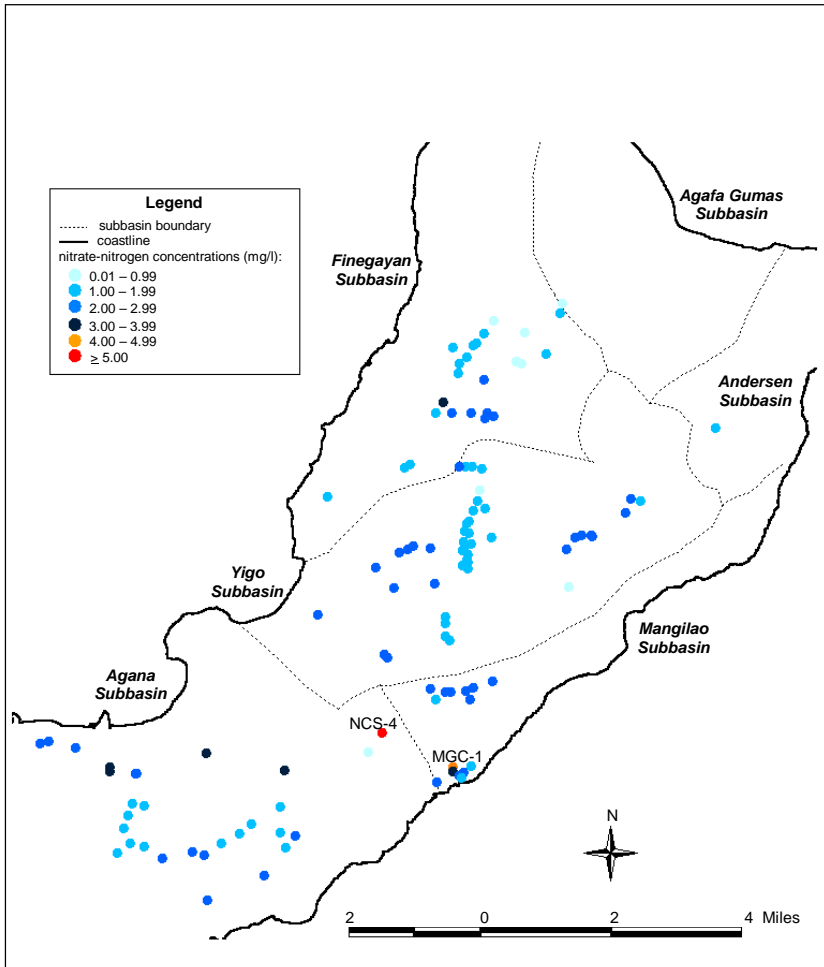 Agafa Gumas
Subbasin
Legend
subbasin boundary
coastline
nitrate-nitrogen concentrations (mg/l):
0.01 – 0.99
1.00 – 1.99
2.00 – 2.99
3.00 – 3.99
4.00 – 4.99
≥ 5.00
Finegayan
Subbasin
Andersen
Subbasin
Yigo
Subbasin
Mangilao
Subbasin
Agana
Subbasin
NCS-4
MGC-1
N
2 0 2 4 Miles